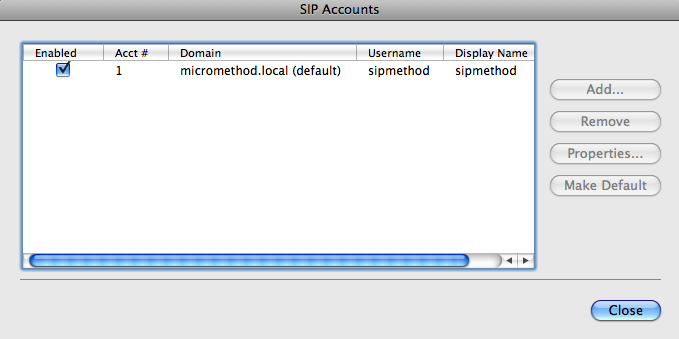 SIP Accounts
Enabled Acct # Domain Username Display Name
1 micromethod.local (default) sipmethod sipmethod
Add...
Remove
Properties...
Make Default
Close